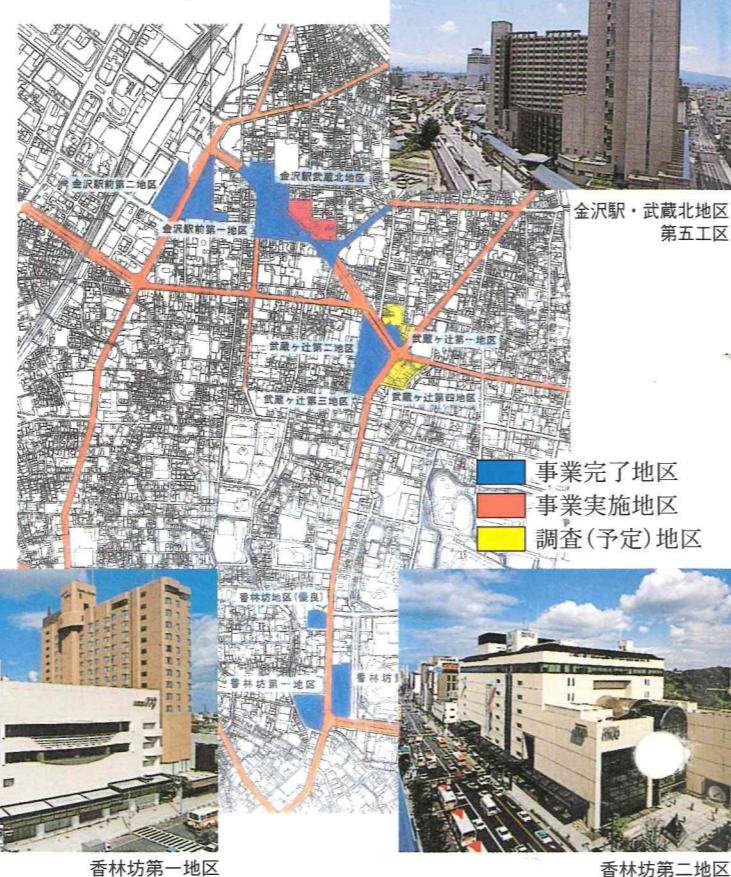 金沢駅・武蔵北地区
第五工区
金沢駅武蔵北地区
金沢駅前第二地区
金沢駅前第一地区
武蔵ヶ辻第二地区
武蔵ヶ辻第一地区
武蔵ヶ辻第三地区
武蔵ヶ辻第四地区
事業完了地区
事業実施地区
調査(予定)地区
香林坊地区(優良)
香林坊第一地区
香林坊
香林坊第一地区
香林坊第二地区